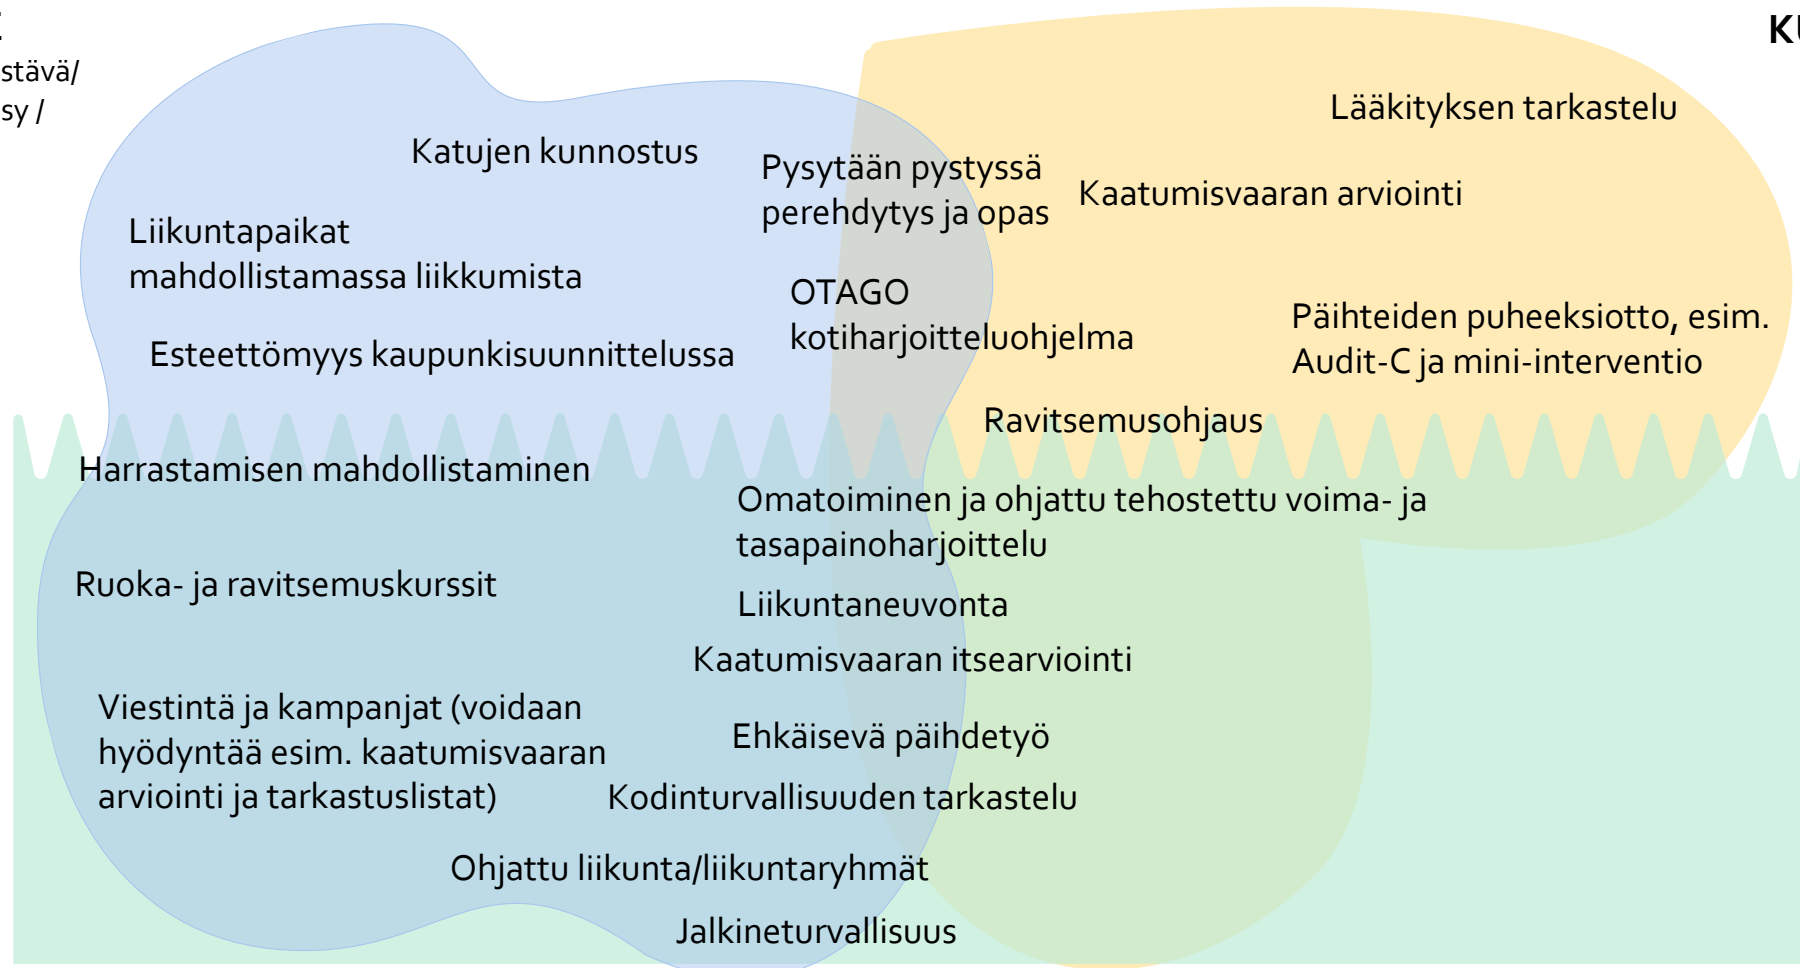 stävä/
sy /
KU
Lääkityksen tarkastelu
Katujen kunnostus
Pysytään pystyssä
perehdytys ja opas
Kaatumisvaaran arviointi
Liikuntapaikat
mahdollistamassa liikkumista
OTAGO
kotiharjoitteluohjelma
Päihteiden puheeksiotto, esim.
Audit-C ja mini-interventio
Esteettömyys kaupunkisuunnittelussa
Ravitsemusohjaus
Harrastamisen mahdollistaminen
Omatoiminen ja ohjattu tehostettu voima- ja
tasapainoharjoittelu
Ruoka- ja ravitsemuskurssit
Liikuntaneuvonta
Kaatumisvaaran itsearviointi
Viestintä ja kampanjat (voidaan
hyödyntää esim. kaatumisvaaran
arviointi ja tarkastuslistat)
Ehkäisevä päihdetyö
Kodinturvallisuuden tarkastelu
Ohjattu liikunta/liikuntaryhmät
Jalkineturvallisuus